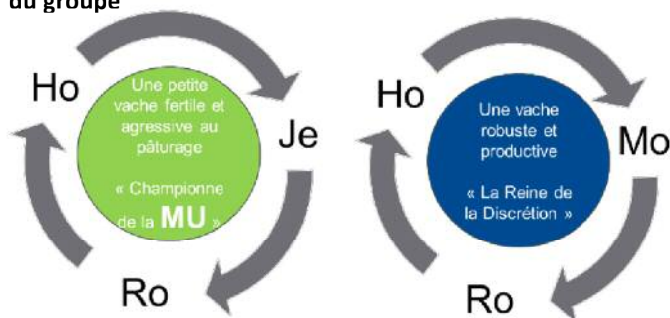 du groupe
Ho
Une petite
vache fertile et
agressive au
pâturage
« Championne
de la MU »
Je
Ro
Ho
Une vache
robuste et
productive
« La Reine de
la Discrétion »
Mo
Ro